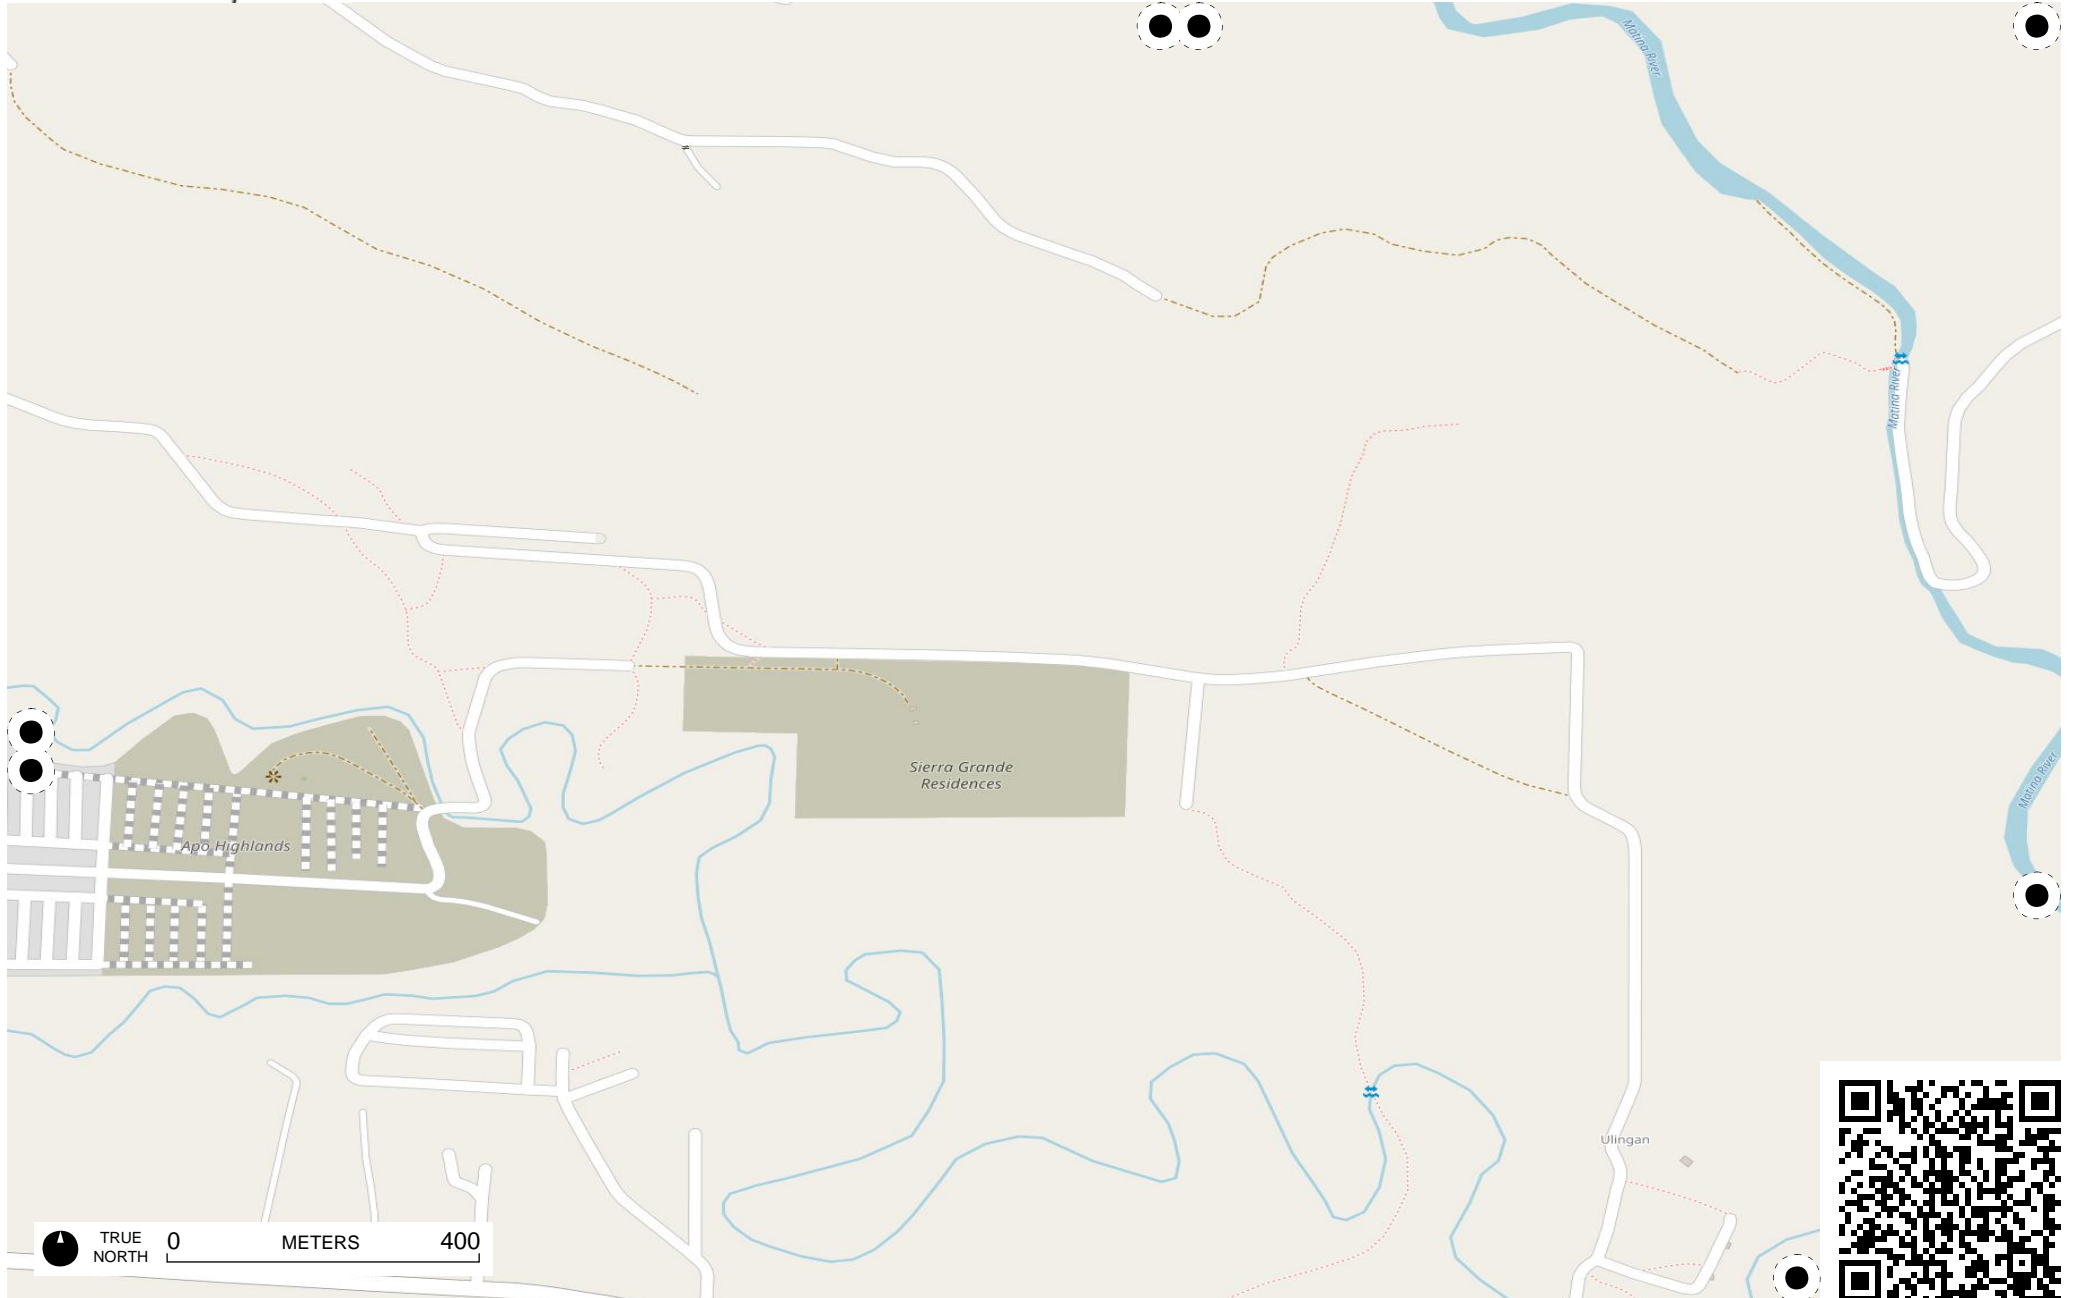 Matina River
Matina River
Sierra Grande
Residences
Matina River
Apo Highlands
Ulingan
TRUE
NORTH
0 METERS 400